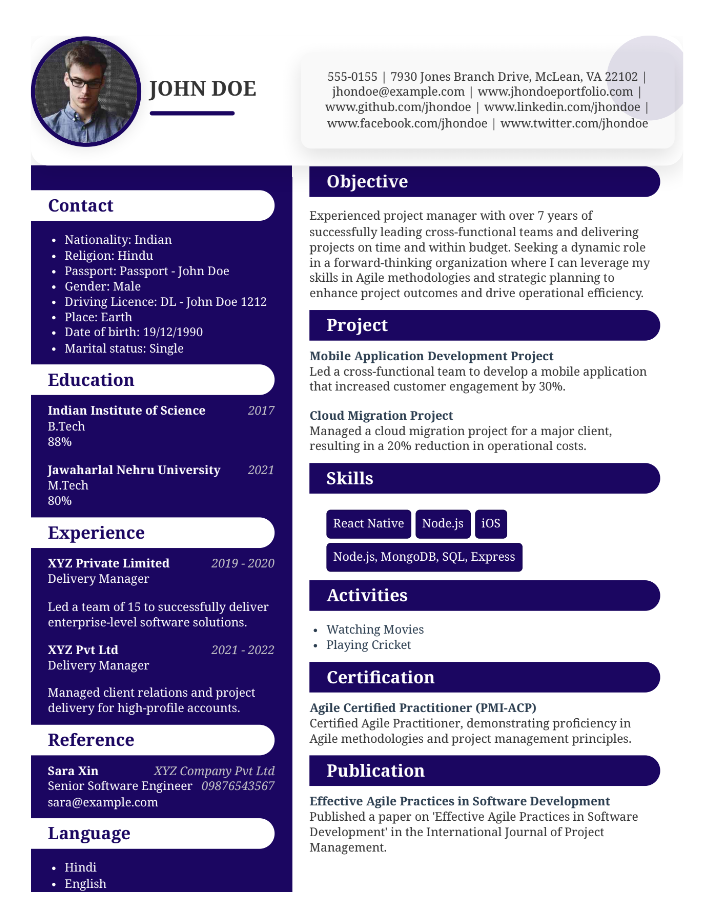 JOHN DOE
555-0155 | 7930 Jones Branch Drive, McLean, VA 22102 |
jhondoe@example.com | www.jhondoeportfolio.com |
www.github.com/jhondoe | www.linkedin.com/jhondoe |
www.facebook.com/jhondoe | www.twitter.com/jhondoe
Contact
• Nationality: Indian
• Religion: Hindu
• Passport: Passport - John Doe
• Gender: Male
• Driving Licence: DL - John Doe 1212
• Place: Earth
• Date of birth: 19/12/1990
• Marital status: Single
Education
Indian Institute of Science 2017
B.Tech
88%
Jawaharlal Nehru University 2021
M.Tech
80%
Experience
XYZ Private Limited 2019 - 2020
Delivery Manager
Led a team of 15 to successfully deliver
enterprise-level software solutions.
XYZ Pvt Ltd 2021 - 2022
Delivery Manager
Managed client relations and project
delivery for high-profile accounts.
Reference
Sara Xin XYZ Company Pvt Ltd
Senior Software Engineer 09876543567
sara@example.com
Language
• Hindi
• English
Objective
Experienced project manager with over 7 years of
successfully leading cross-functional teams and delivering
projects on time and within budget. Seeking a dynamic role
in a forward-thinking organization where I can leverage my
skills in Agile methodologies and strategic planning to
enhance project outcomes and drive operational efficiency.
Project
Mobile Application Development Project
Led a cross-functional team to develop a mobile application
that increased customer engagement by 30%.
Cloud Migration Project
Managed a cloud migration project for a major client,
resulting in a 20% reduction in operational costs.
Skills
React Native Node.js iOS
Node.js, MongoDB, SQL, Express
Activities
• Watching Movies
• Playing Cricket
Certification
Agile Certified Practitioner (PMI-ACP)
Certified Agile Practitioner, demonstrating proficiency in
Agile methodologies and project management principles.
Publication
Effective Agile Practices in Software Development
Published a paper on 'Effective Agile Practices in Software
Development' in the International Journal of Project
Management.